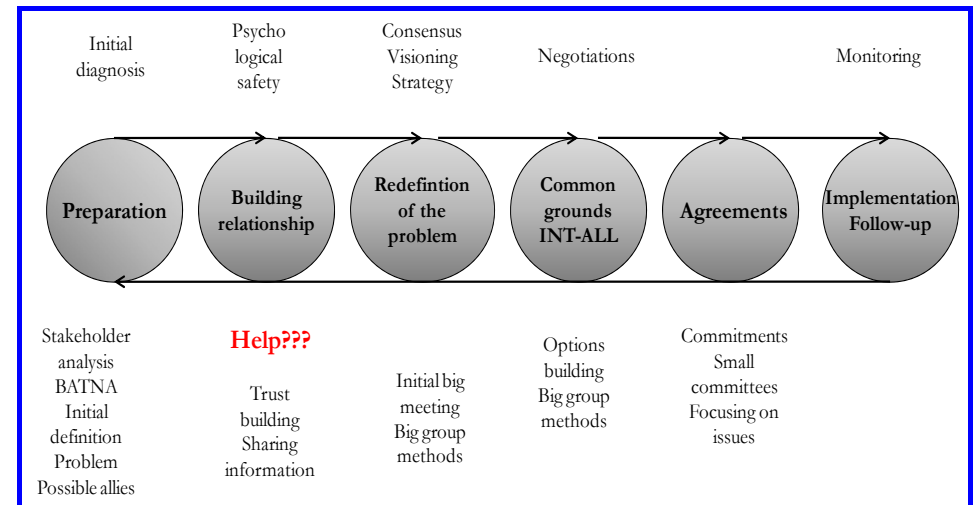 Initial
diagnosis
Psycho
logical
safety
Consensus
Visioning
Strategy
Negotiations
Monitoring
Preparation
Building
relationship
Redefintion
of the
problem
Common
grounds
INT-ALL
Agreements
Implementation
Follow-up
Stakeholder
analysis
BATNA
Initial
definition
Problem
Possible allies
Help???
Trust
building
Sharing
information
Initial big
meeting
Big group
methods
Options
building
Big group
methods
Commitments
Small
committees
Focusing on
issues